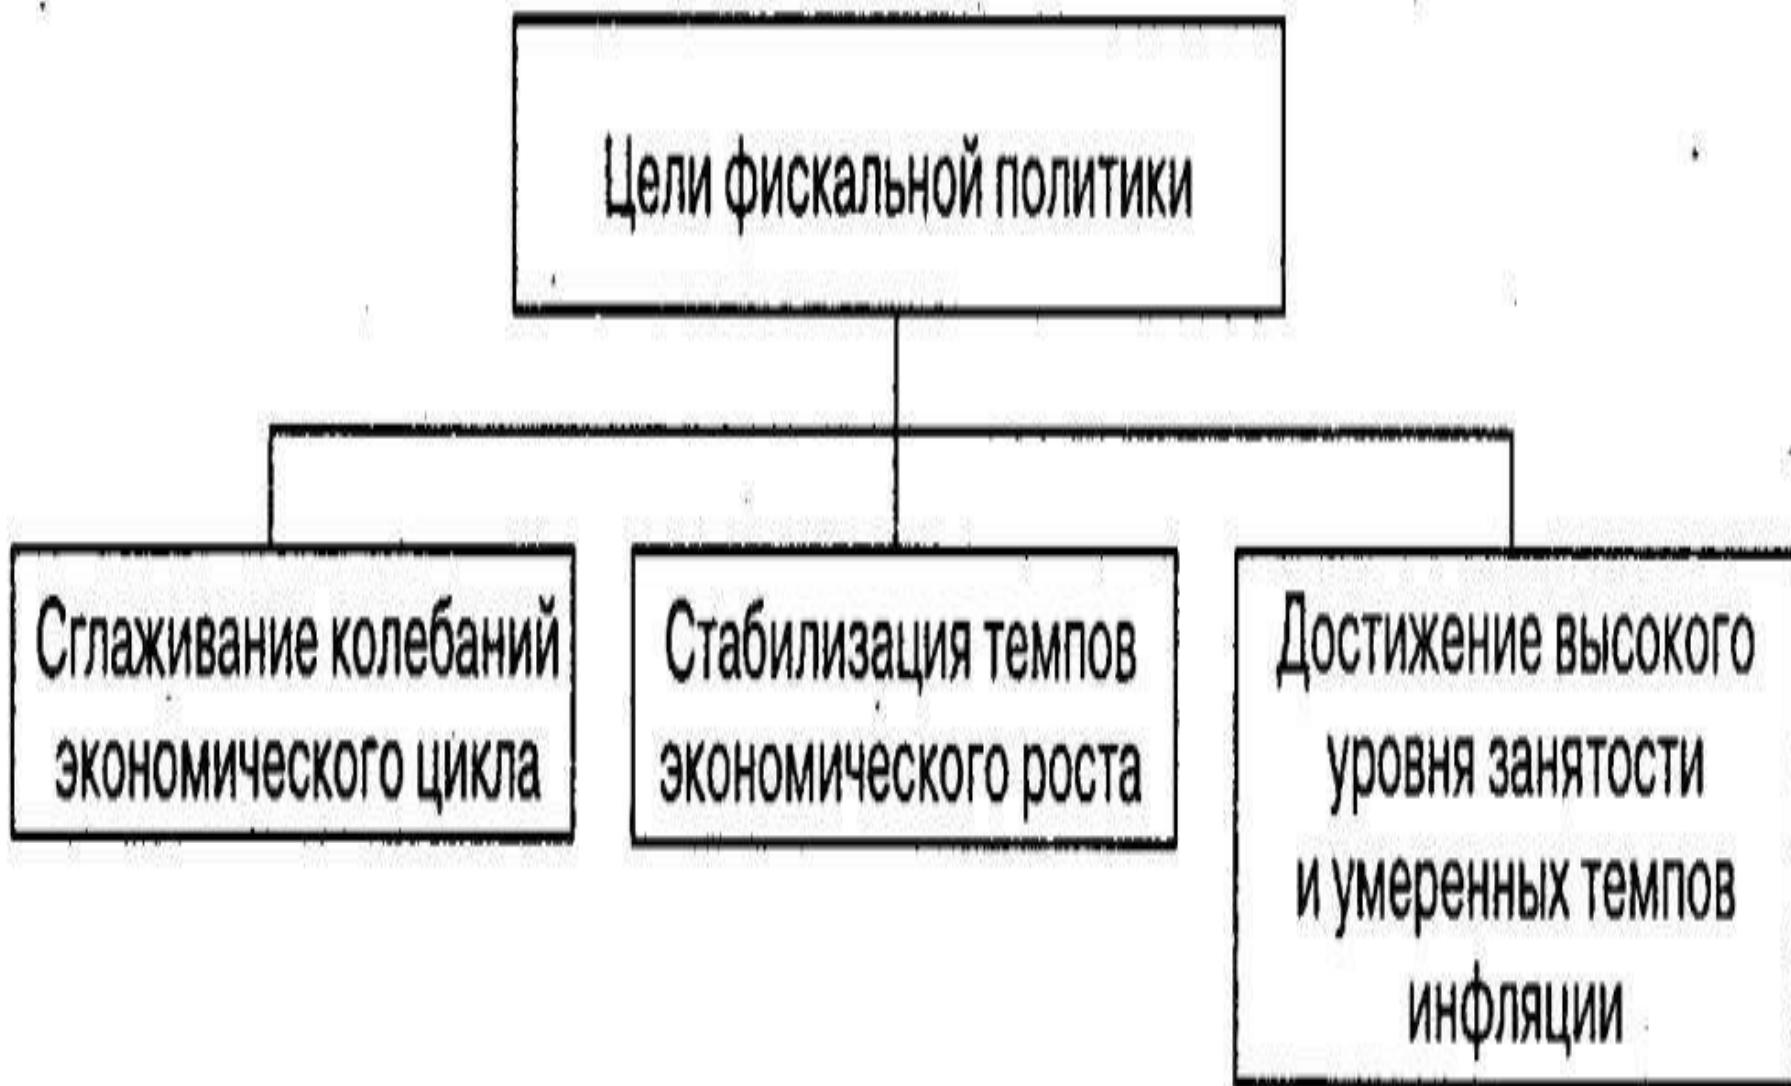 Цели фискальной политики
Сглаживание колебаний
экономического цикла
Стабилизация темпов
экономического роста
Достижение высокого
уровня занятости
и умеренных темпов
инфляции